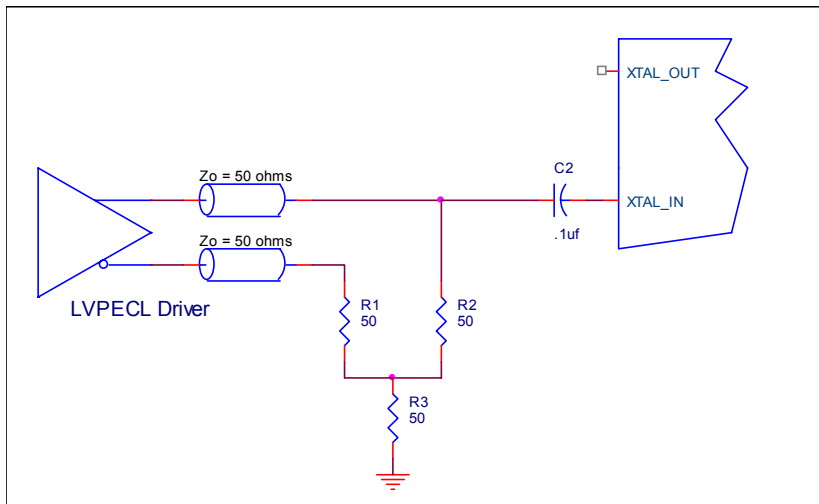 XTAL_OUT
Zo = 50 ohms
C2
XTAL_IN
.1uf
Zo = 50 ohms
LVPECL Driver
R1
50
R2
50
R3
50